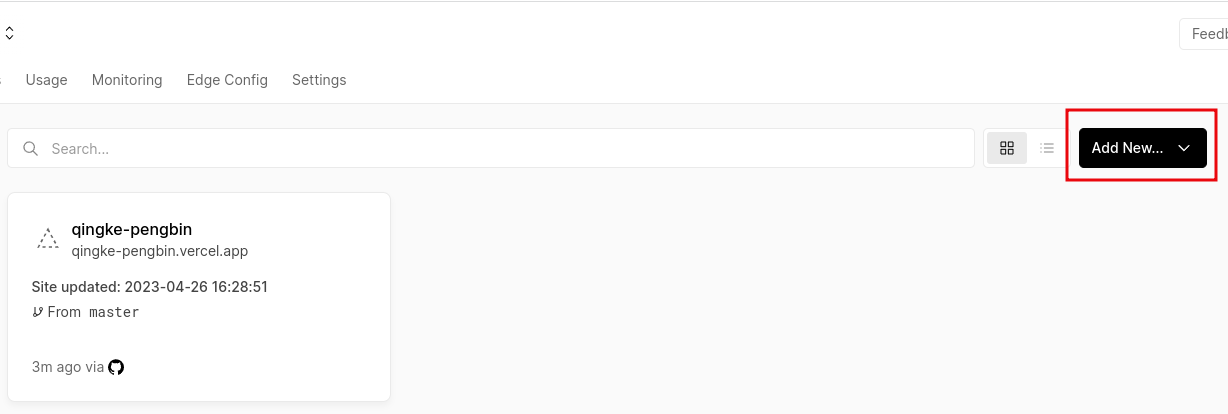 Feedb
Usage Monitoring Edge Config Settings
Search...
Add New...
qingke-pengbin
qingke-pengbin.vercel.app
Site updated: 2023-04-26 16:28:51
From master
3m ago via